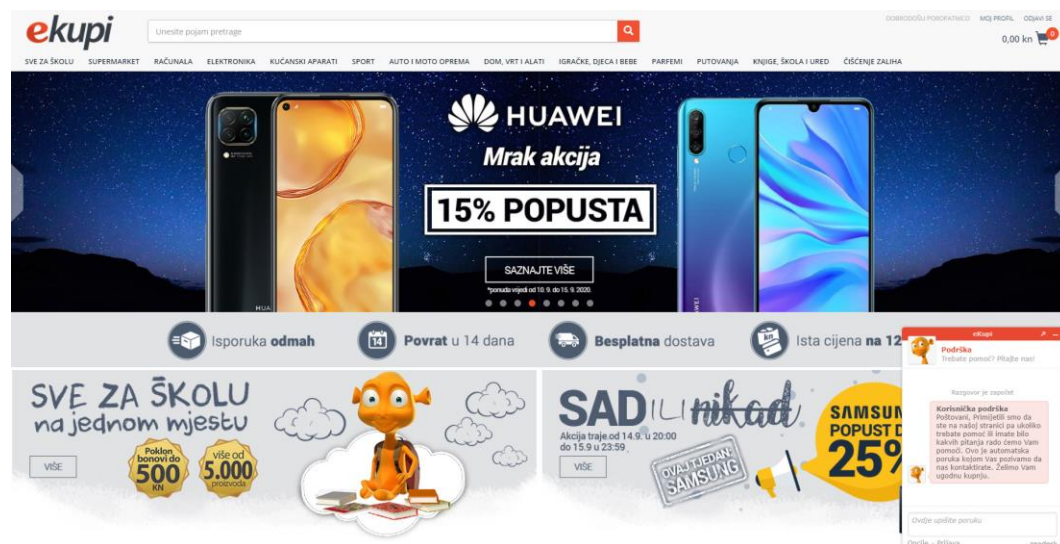 ekupi
Unesite pojam pretrage
DOBRODOŠLI POROPATNICO MOJ PROFIL ODJAVI SE
0,00 kn 0
SVE ZA ŠKOLU SUPERMARKET RAČUNALA ELEKTRONIKA KUĆANSKI APARATI SPORT AUTO I MOTO OPREMA DOM, VRT I ALATI IGRAČKE, DJECA I BEBE PARFEMI PUTOVANJA KNJIGE, ŠKOLA I URED ČIŠĆENJE ZALIHA
HUAWEI
Mrak akcija
15% POPUSTA
SAZNAJTE VIŠE
*ponuda vrijedi od 10. 9. do 15. 9. 2020.
HUA
Isporuka odmah
14
Povrat u 14 dana
Besplatna dostava
kn
Ista cijena na 12
SVE ZA ŠKOLU
na jednom mjestu
VIŠE
Poklon
bonovi do
500
KN
više od
5.000
proizvoda
SAD ILI nikad
Akcija traje od 14.9. u 20:00
do 15.9 u 23:59
VIŠE
OVAJ TJEDAN
SAMSUNG
SAMSUN
POPUST D
25%
eKupi
Podrška
Trebate pomoć? Pitajte nas!
Razgovor je započet
Korisnička podrška
Poštovani, Primijetili smo da
ste na našoj stranici pa ukoliko
trebate pomoć ili imate bilo
kakvih pitanja rado ćemo Vam
pomoći. Ovo je automatska
poruka kojom Vas pozivamo da
nas kontaktirate. Želimo Vam
ugodnu kupnju.
Ovdje upišite poruku
Opcije - Prijava